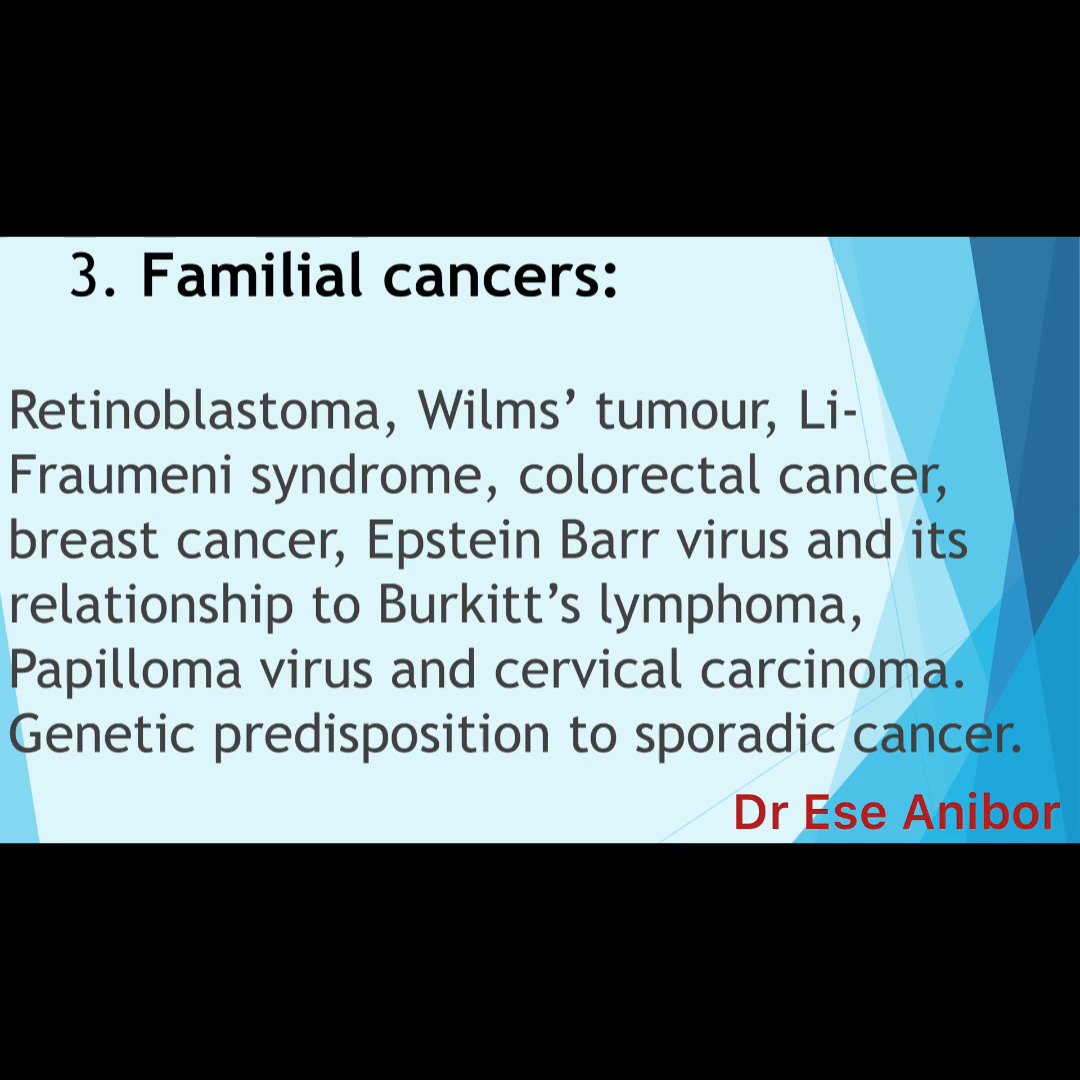 3. Familial cancers:
Retinoblastoma, Wilms’ tumour, Li-
Fraumeni syndrome, colorectal cancer,
breast cancer, Epstein Barr virus and its
relationship to Burkitt’s lymphoma,
Papilloma virus and cervical carcinoma.
Genetic predisposition to sporadic cancer.
Dr Ese Anibor